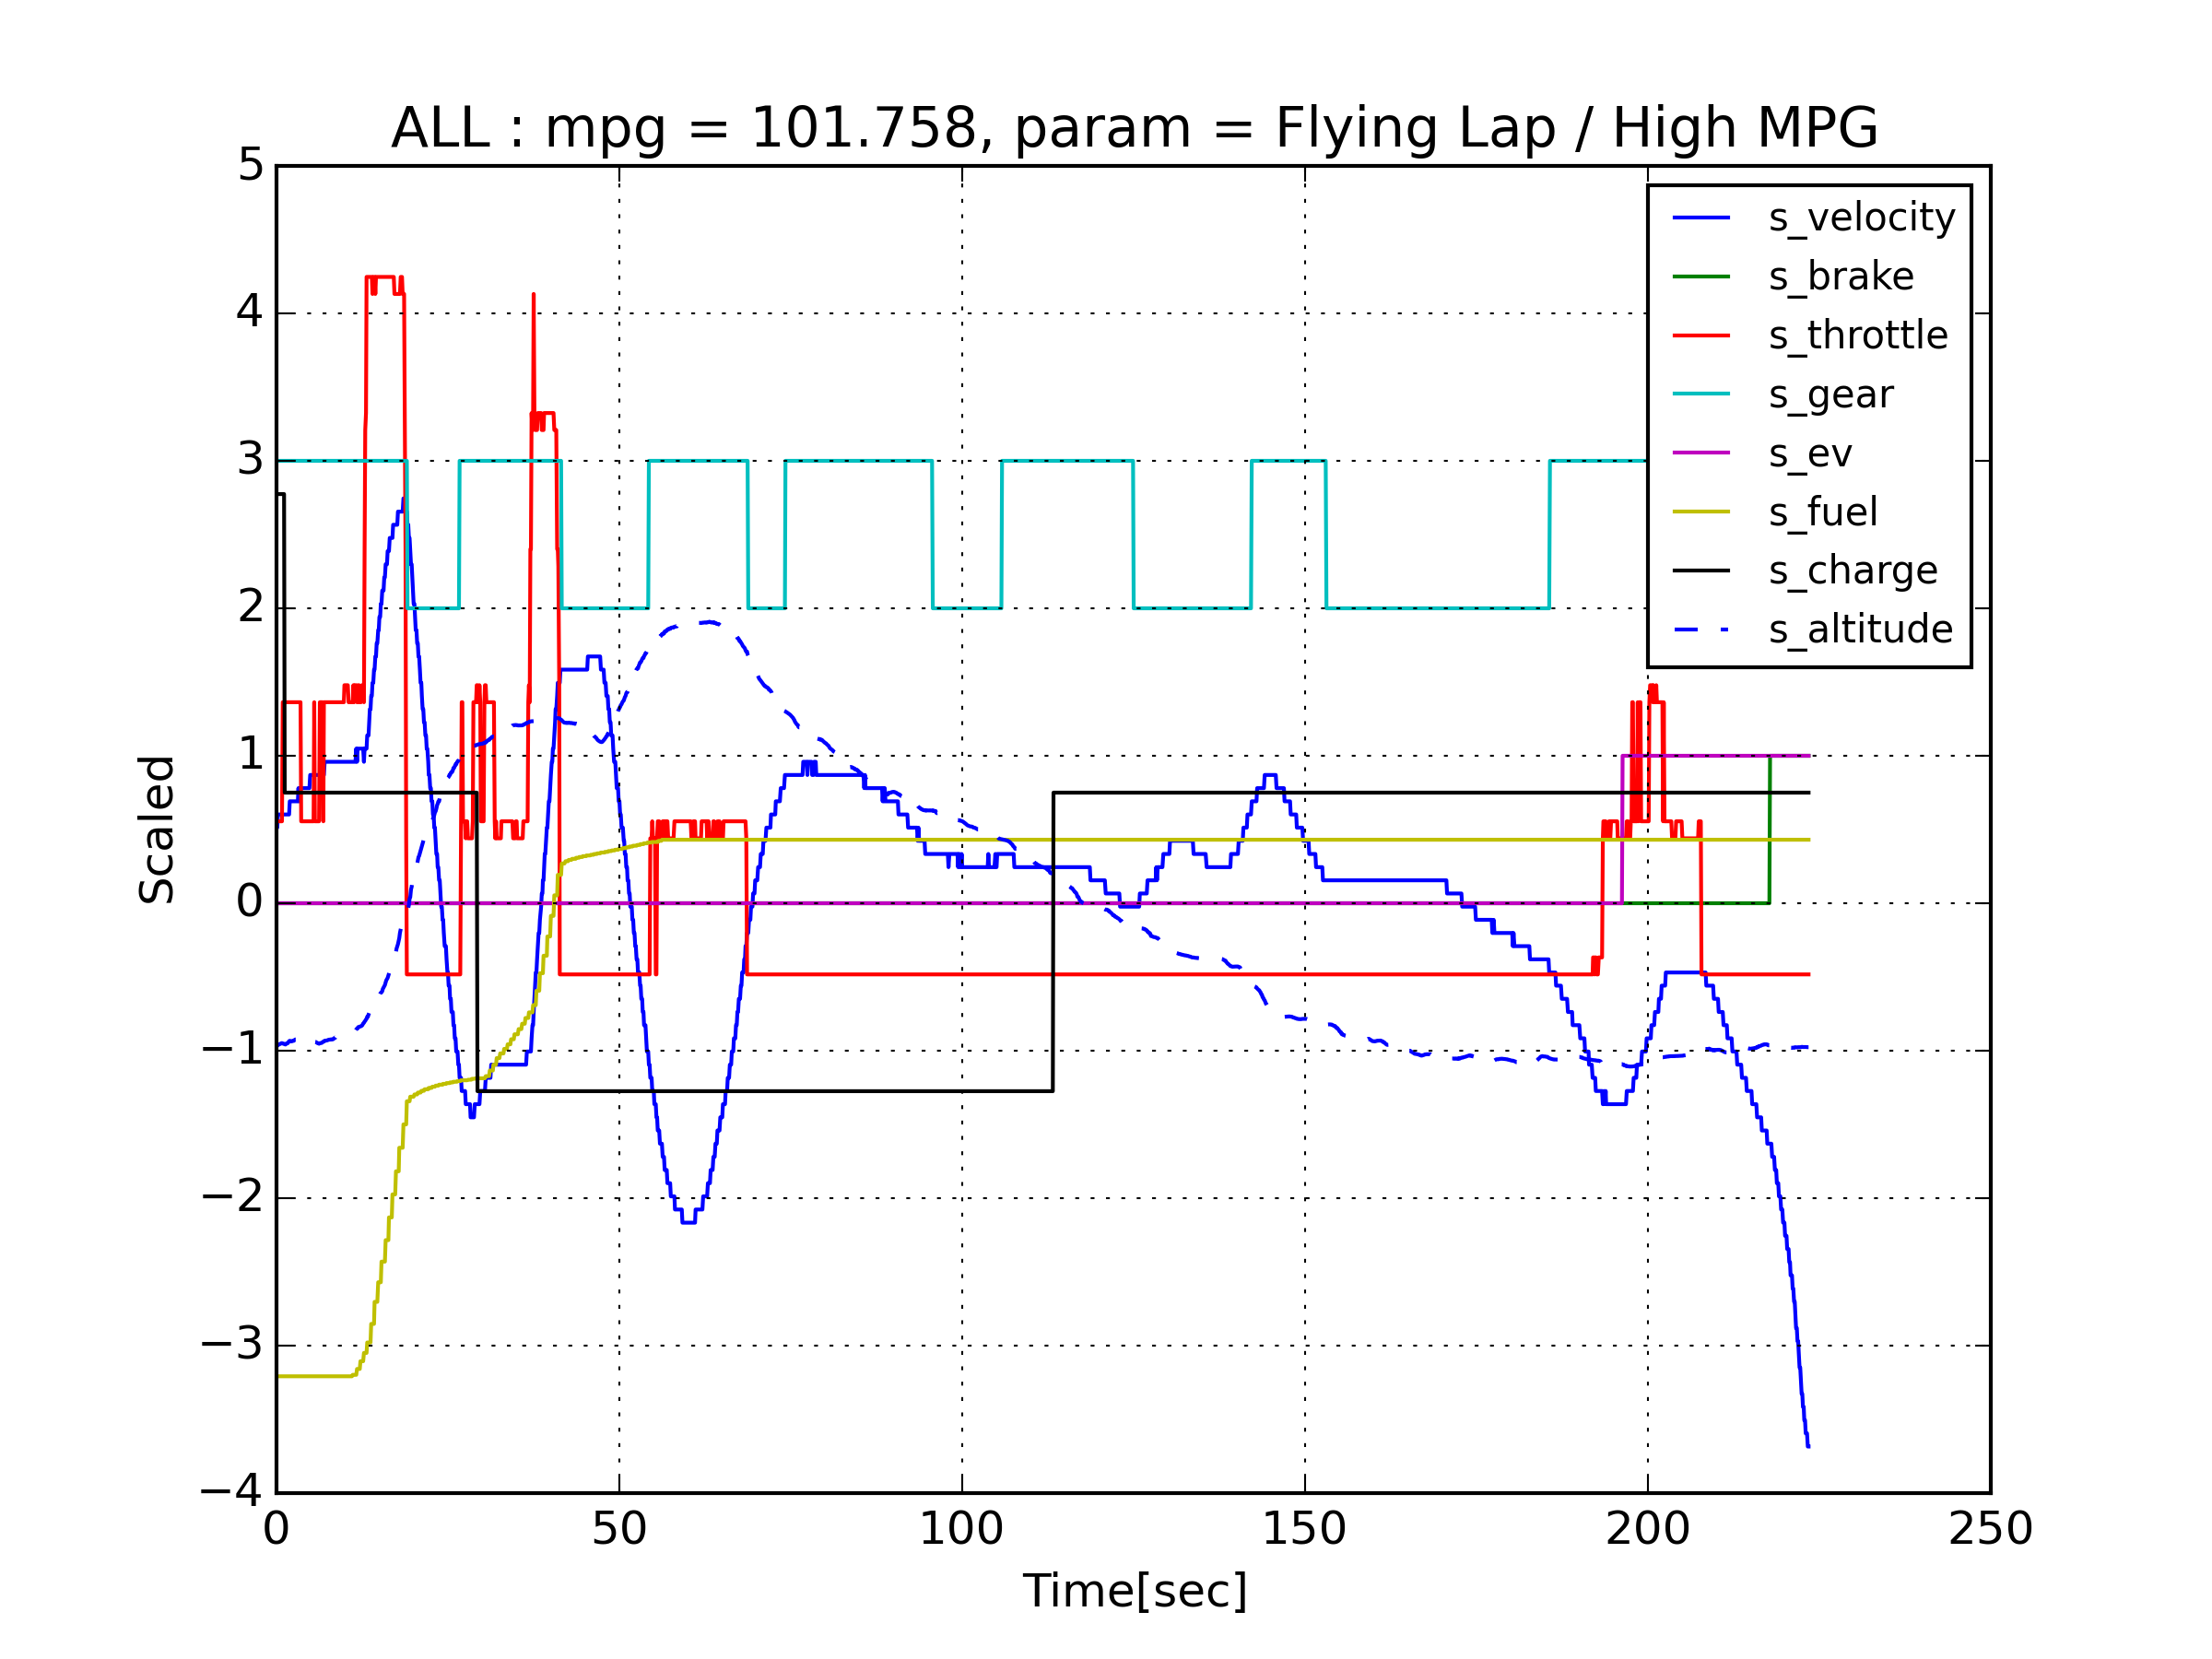 ALL : mpg = 101.758, param = Flying Lap / High MPG
5
4
3
2
1
0
−1
−2
−3
−4
Scaled
s_velocity
s_brake
s_throttle
s_gear
s_ev
s_fuel
s_charge
s_altitude
0 50 100 150 200 250
Time[sec]